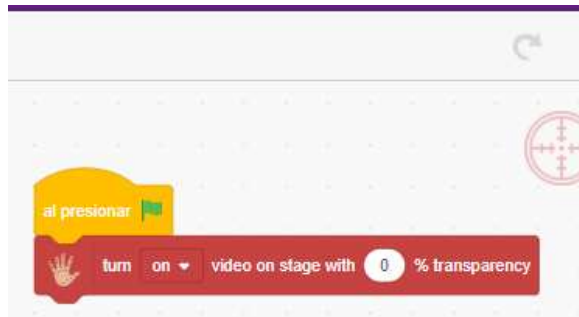 al presionar
turn on video on stage with 0 % transparency